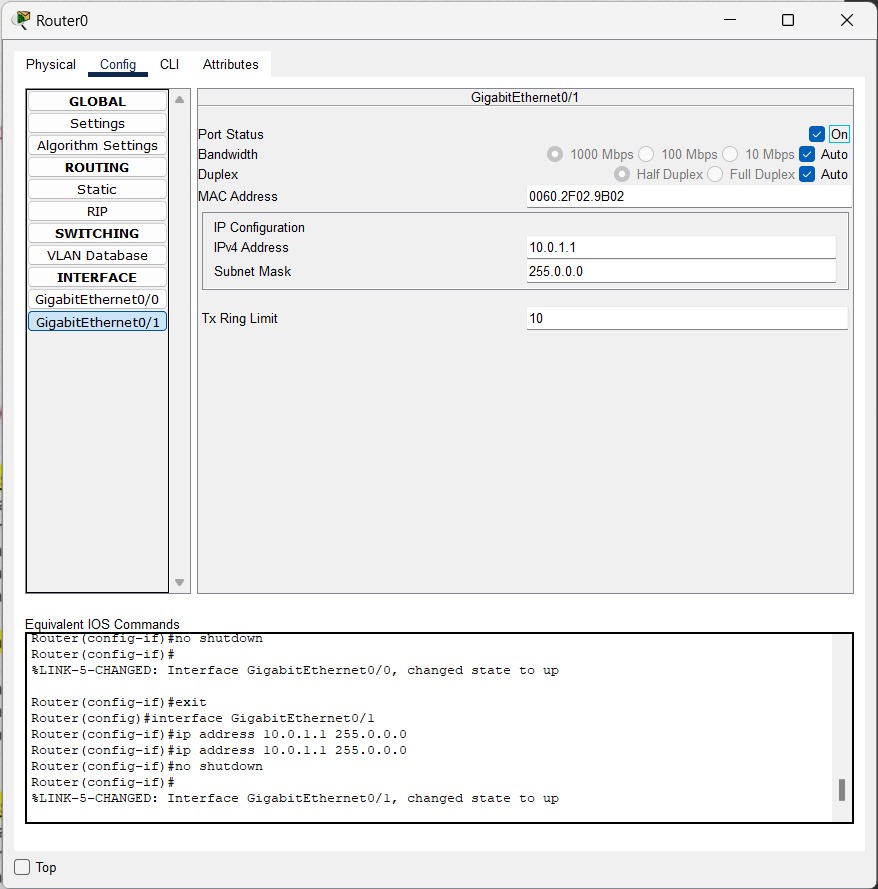 Router0
Physical Config CLI Attributes
GLOBAL
Settings
Algorithm Settings
ROUTING
Static
RIP
SWITCHING
VLAN Database
INTERFACE
GigabitEthernet0/0
GigabitEthernet0/1
GigabitEthernet0/1
Port Status On
Bandwidth 1000 Mbps 100 Mbps 10 Mbps Auto
Duplex Half Duplex Full Duplex Auto
MAC Address 0060.2F02.9B02
IP Configuration
IPv4 Address 10.0.1.1
Subnet Mask 255.0.0.0
Tx Ring Limit 10
Equivalent IOS Commands
Router(config-if)#no shutdown
Router(config-if)#
%LINK-5-CHANGED: Interface GigabitEthernet0/0, changed state to up
Router(config-if)#exit
Router(config)#interface GigabitEthernet0/1
Router(config-if)#ip address 10.0.1.1 255.0.0.0
Router(config-if)#ip address 10.0.1.1 255.0.0.0
Router(config-if)#no shutdown
Router(config-if)#
%LINK-5-CHANGED: Interface GigabitEthernet0/1, changed state to up
Top